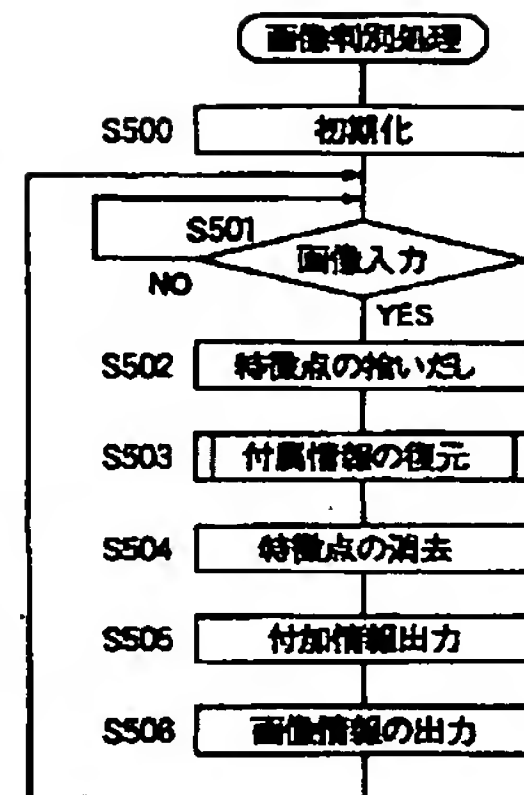 画像判別処理
S500 初期化
S501
画像入力
NO
YES
S502 特徴点の拾いだし
S503 付属情報の復元
S504 特徴点の消去
S505 付加情報出力
S506 画像情報の出力